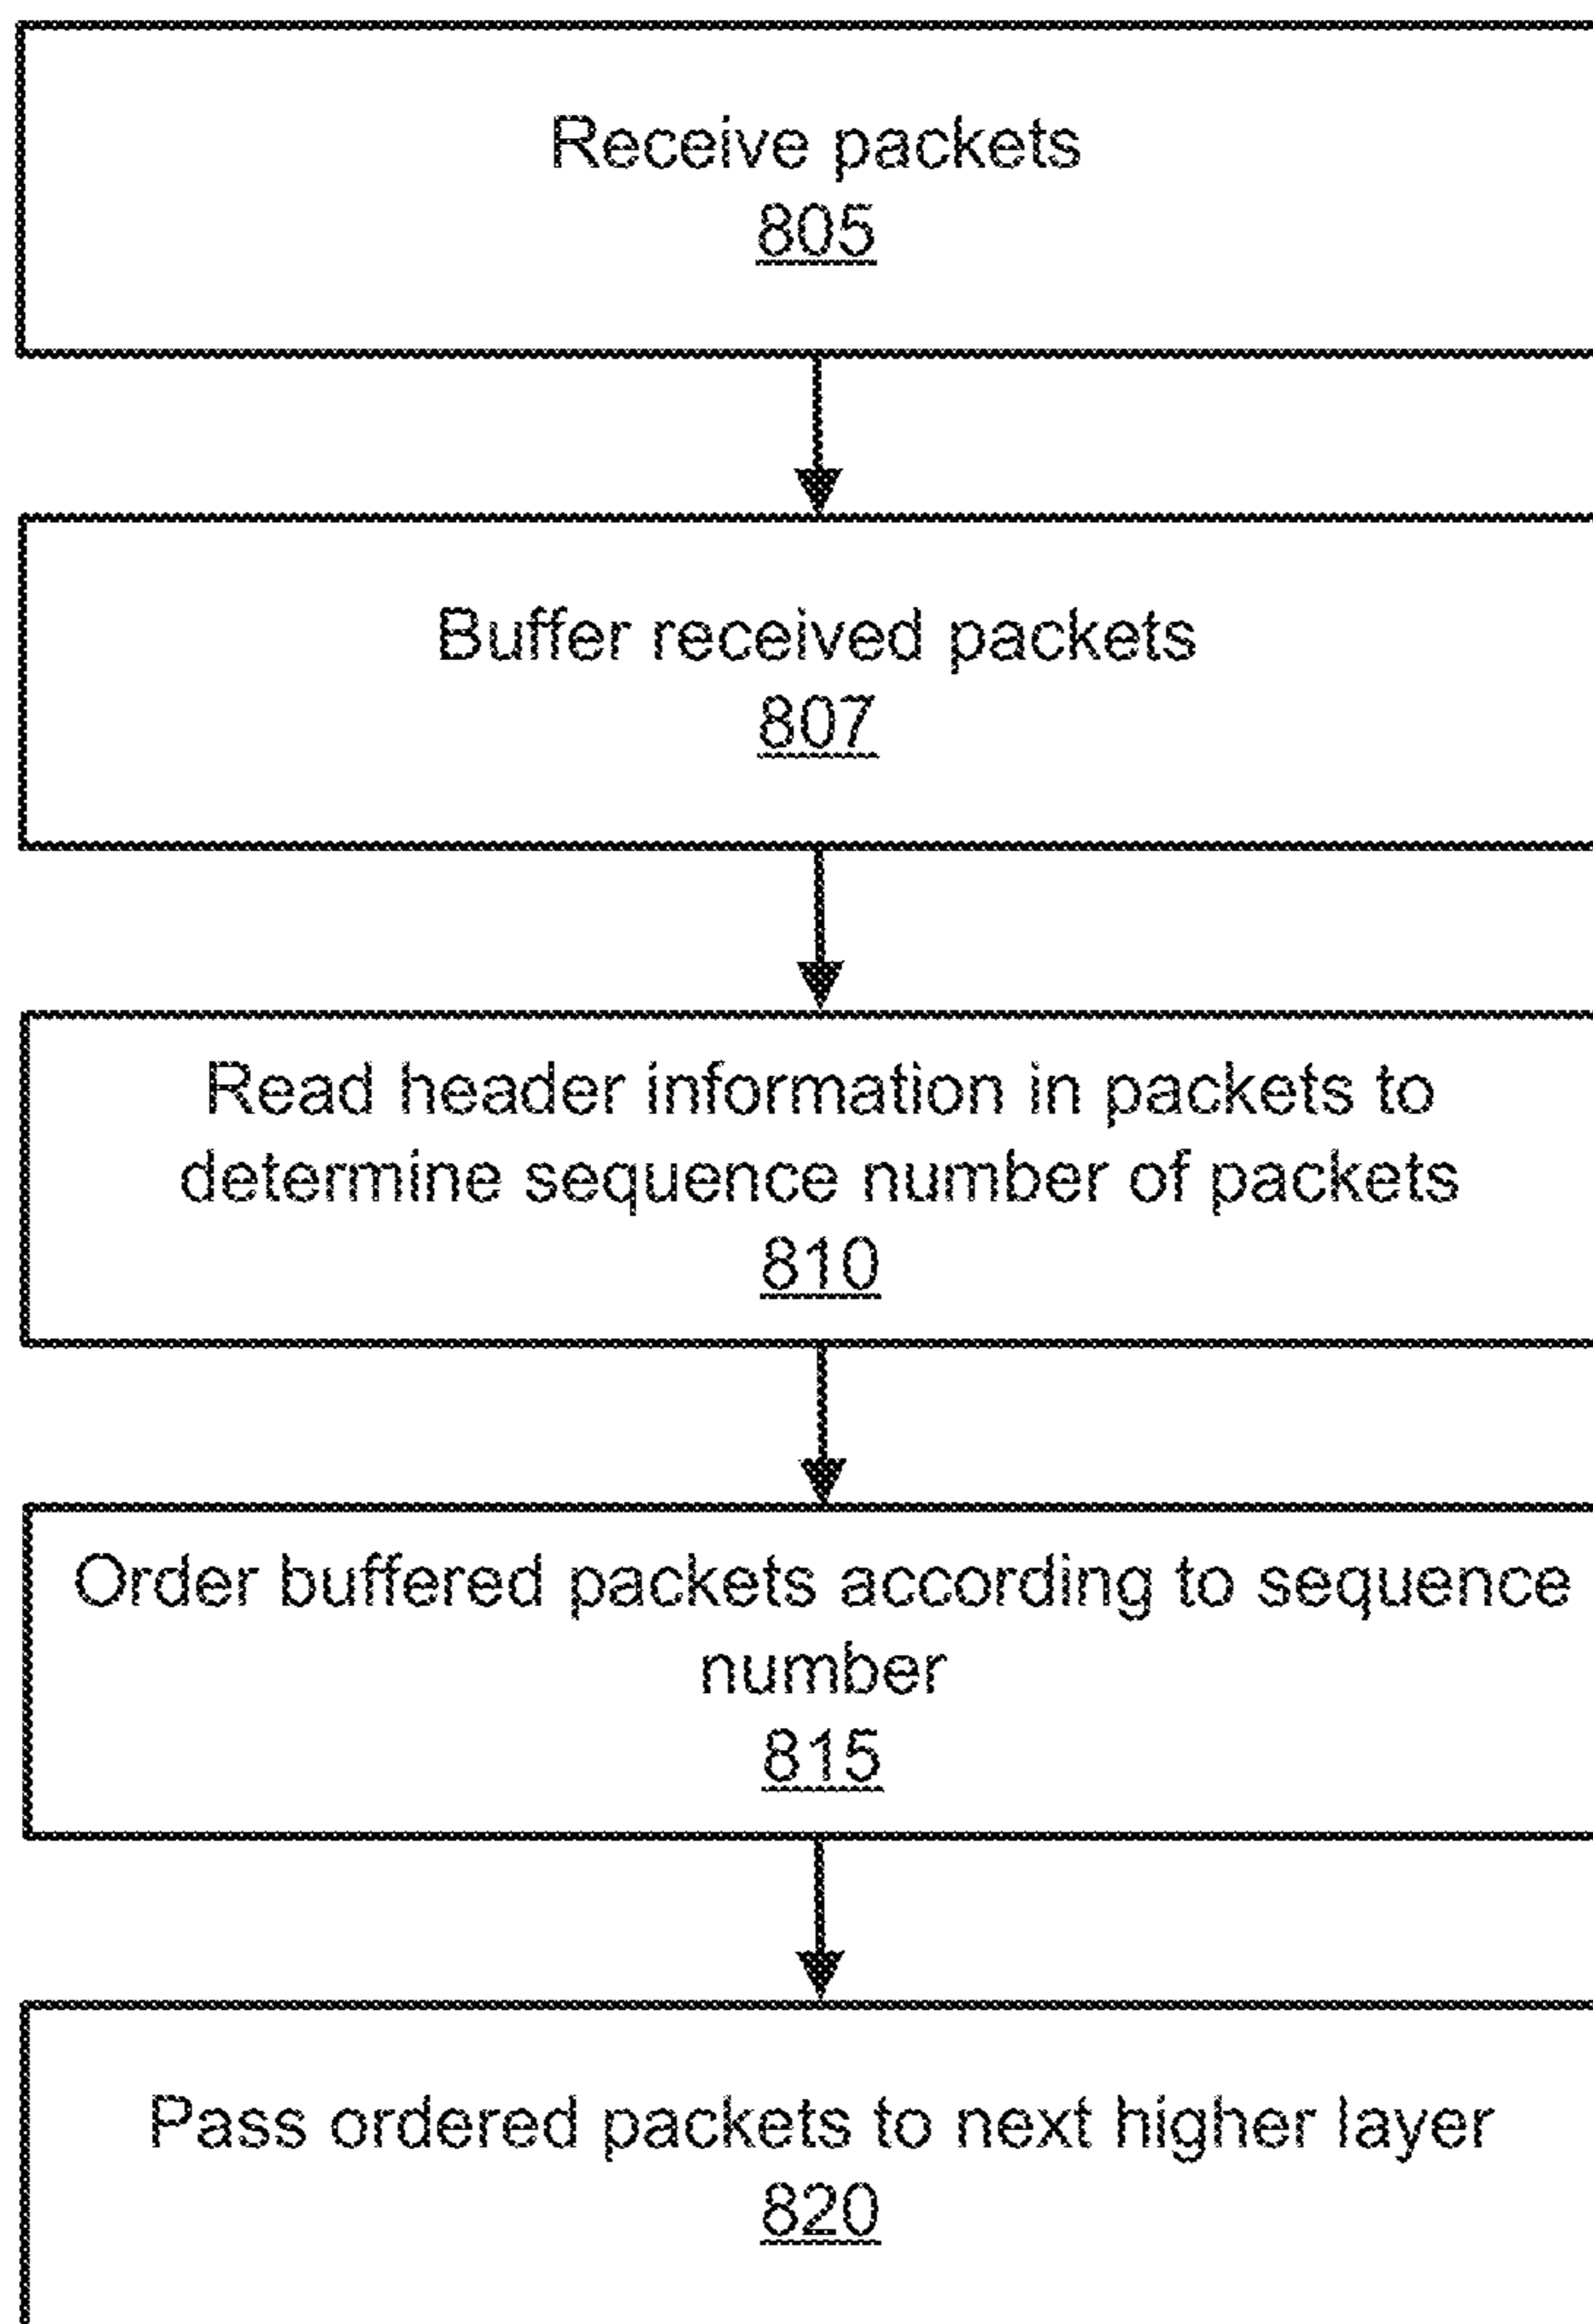 Receive packets
805
Buffer received packets
807
Read header information in packets to
determine sequence number of packets
810
Order buffered packets according to sequence
number
815
Pass ordered packets to next higher layer
820